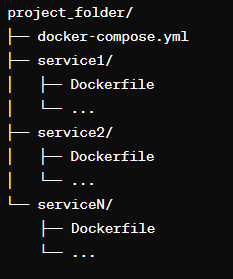 project_folder/
├── docker-compose.yml
├── service1/
│   ├── Dockerfile
│   └── ...
├── service2/
│   ├── Dockerfile
│   └── ...
└── serviceN/
    ├── Dockerfile
    └── ...